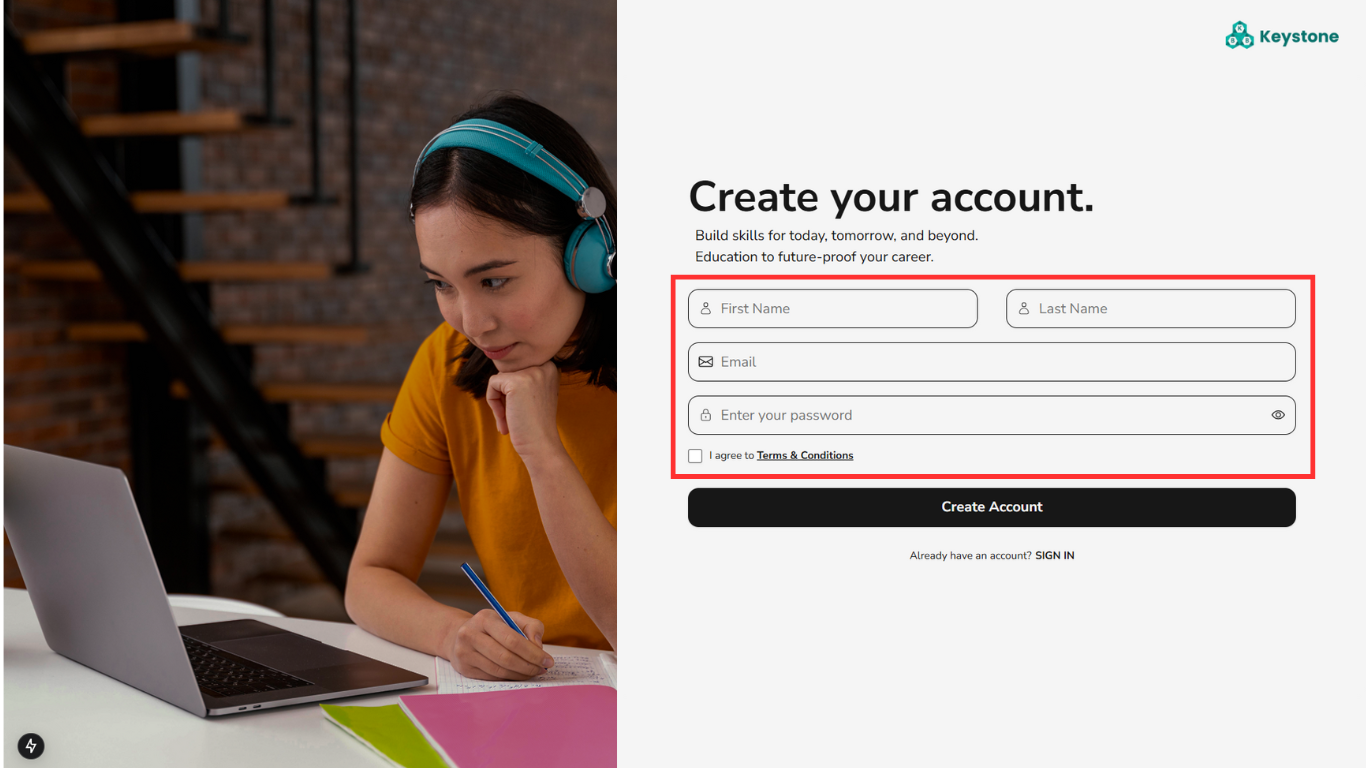 Keystone
Create your account.
Build skills for today, tomorrow, and beyond.
Education to future-proof your career.
First Name
Last Name
Email
Enter your password
I agree to Terms & Conditions
Create Account
Already have an account? SIGN IN